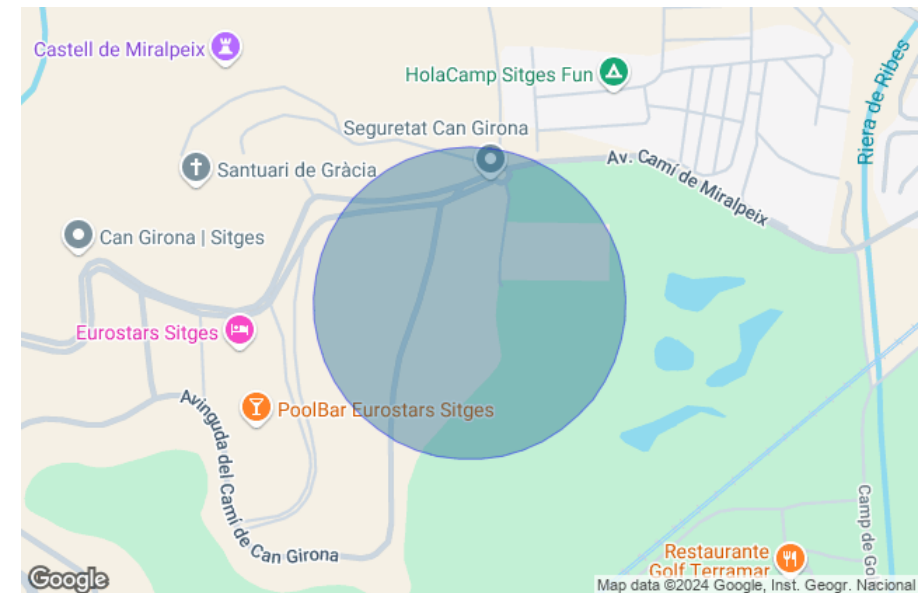 Castell de Miralpeix
HolaCamp Sitges Fun
Riera de Ribes
Seguretat Can Girona
Av. Camí de Miralpeix
Santuari de Gràcia
Can Girona | Sitges
Eurostars Sitges
PoolBar Eurostars Sitges
Avinguda del Camí de Can Girona
Camp de Gol
Restaurante
Golf Terramar
Google
Map data ©2024 Google, Inst. Geogr. Nacional